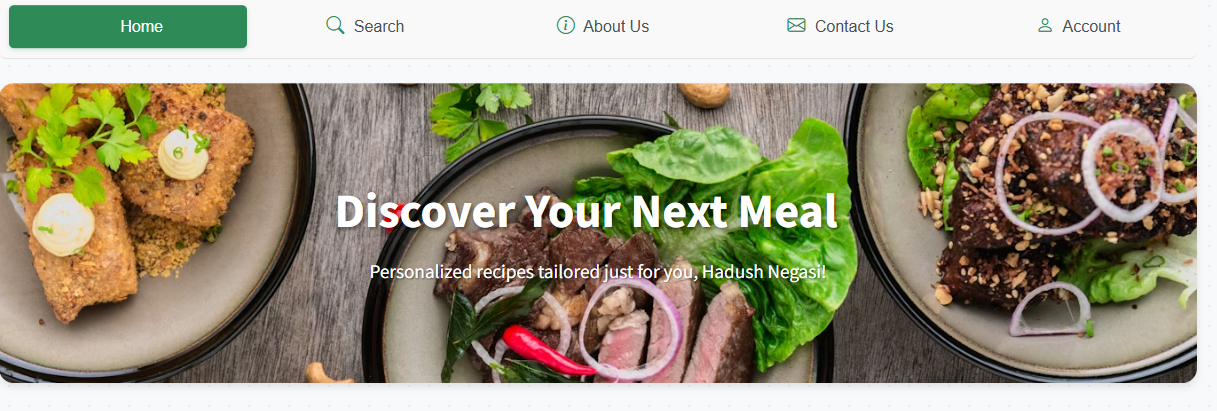 Home
Search
About Us
Contact Us
Account
Discover Your Next Meal
Personalized recipes tailored just for you, Hadush Negasi!